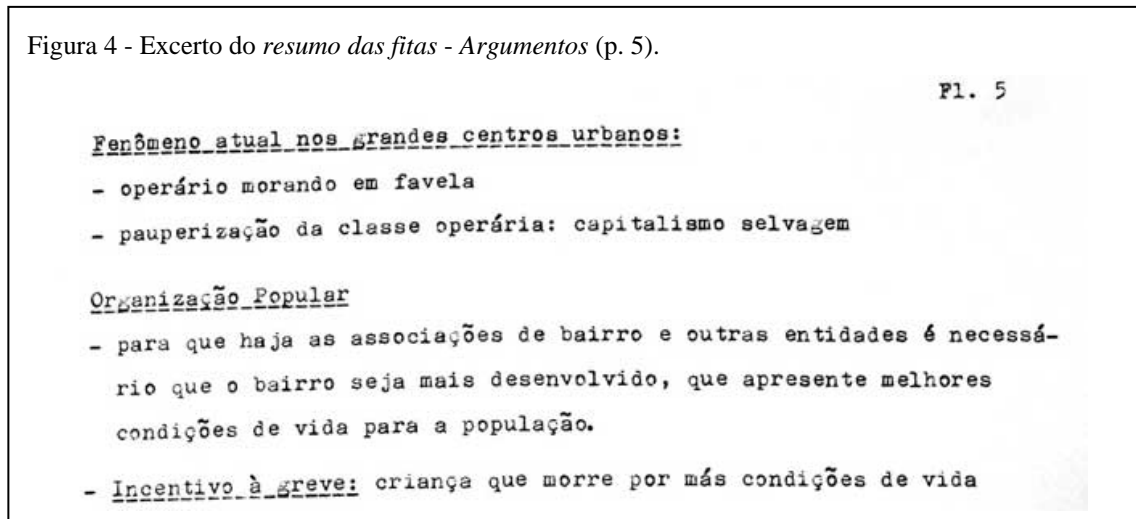 Figura 4 - Excerto do resumo das fitas - Argumentos (p. 5).
Fl. 5
Fenômeno atual nos grandes centros urbanos:
- operário morando em favela
- pauperização da classe operária: capitalismo selvagem
Organização Popular
- para que haja as associações de bairro e outras entidades é necessá-
rio que o bairro seja mais desenvolvido, que apresente melhores
condições de vida para a população.
- Incentivo à greve: criança que morre por más condições de vida